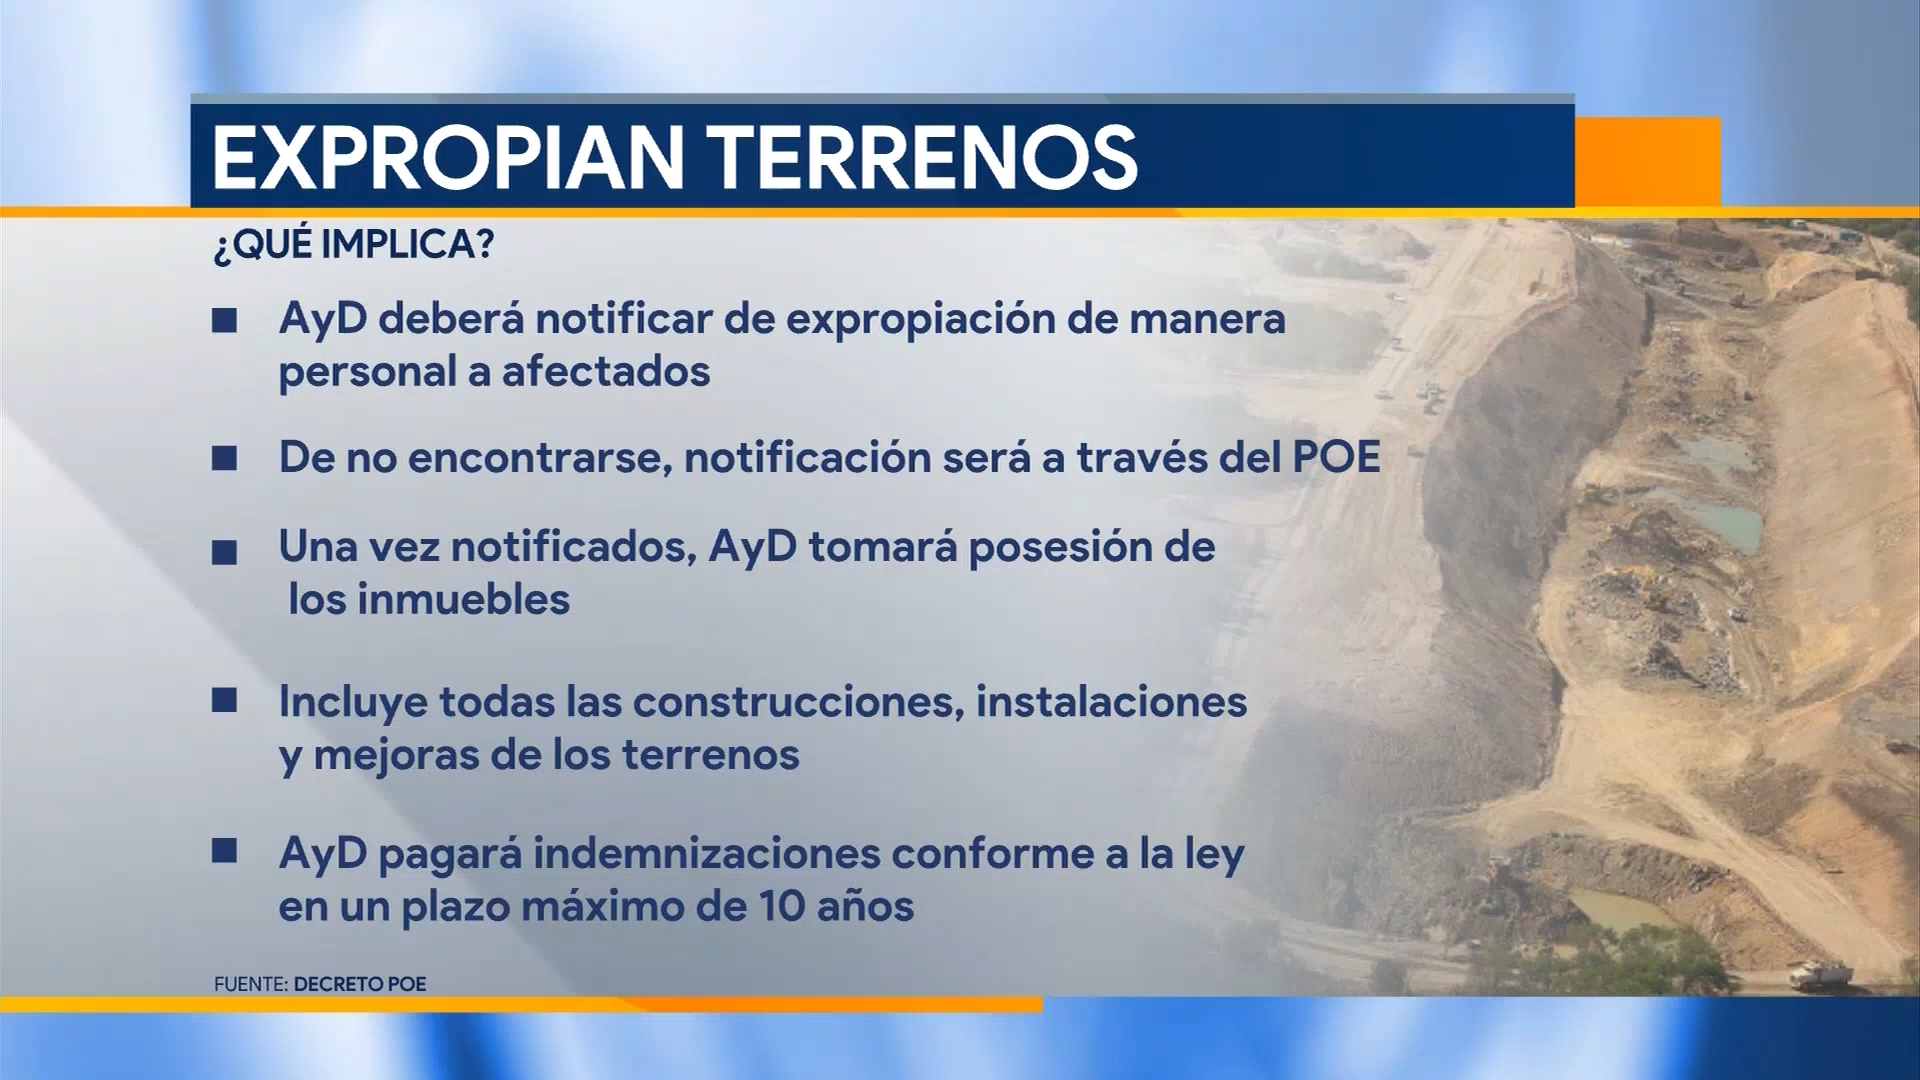 EXPROPIAN TERRENOS
¿QUÉ IMPLICA?
AyD deberá notificar de expropiación de manera
personal a afectados
De no encontrarse, notificación será a través del POE
Una vez notificados, AyD tomará posesión de
los inmuebles
Incluye todas las construcciones, instalaciones
y mejoras de los terrenos
AyD pagará indemnizaciones conforme a la ley
en un plazo máximo de 10 años
FUENTE: DECRETO POE